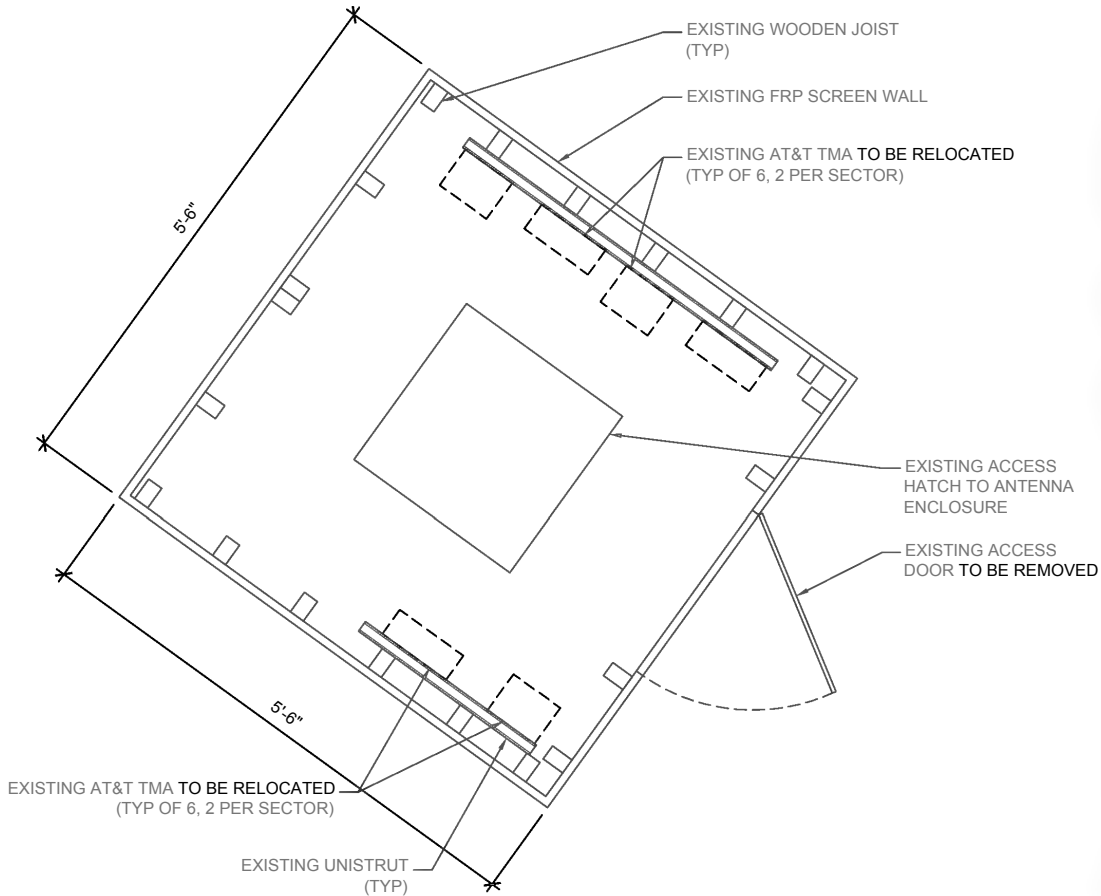 EXISTING WOODEN JOIST
(TYP)
EXISTING FRP SCREEN WALL
EXISTING AT&T TMA TO BE RELOCATED
(TYP OF 6, 2 PER SECTOR)
5'-6"
EXISTING ACCESS
HATCH TO ANTENNA
ENCLOSURE
EXISTING ACCESS
DOOR TO BE REMOVED
5'-6"
EXISTING AT&T TMA TO BE RELOCATED
(TYP OF 6, 2 PER SECTOR)
EXISTING UNISTRUT
(TYP)